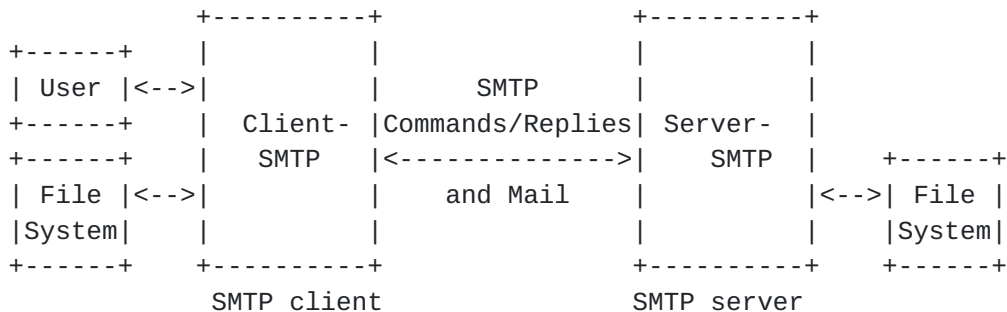 +----------+ +----------+
+------+ | | | |
| User |<-->| | SMTP | |
+------+ | Client- |Commands/Replies| Server- |
+------+ | SMTP |<-------------->| SMTP | +------+
| File |<-->| | and Mail | |<-->| File |
|System| | | | | |System|
+------+ +----------+ +----------+ +------+
SMTP client SMTP server